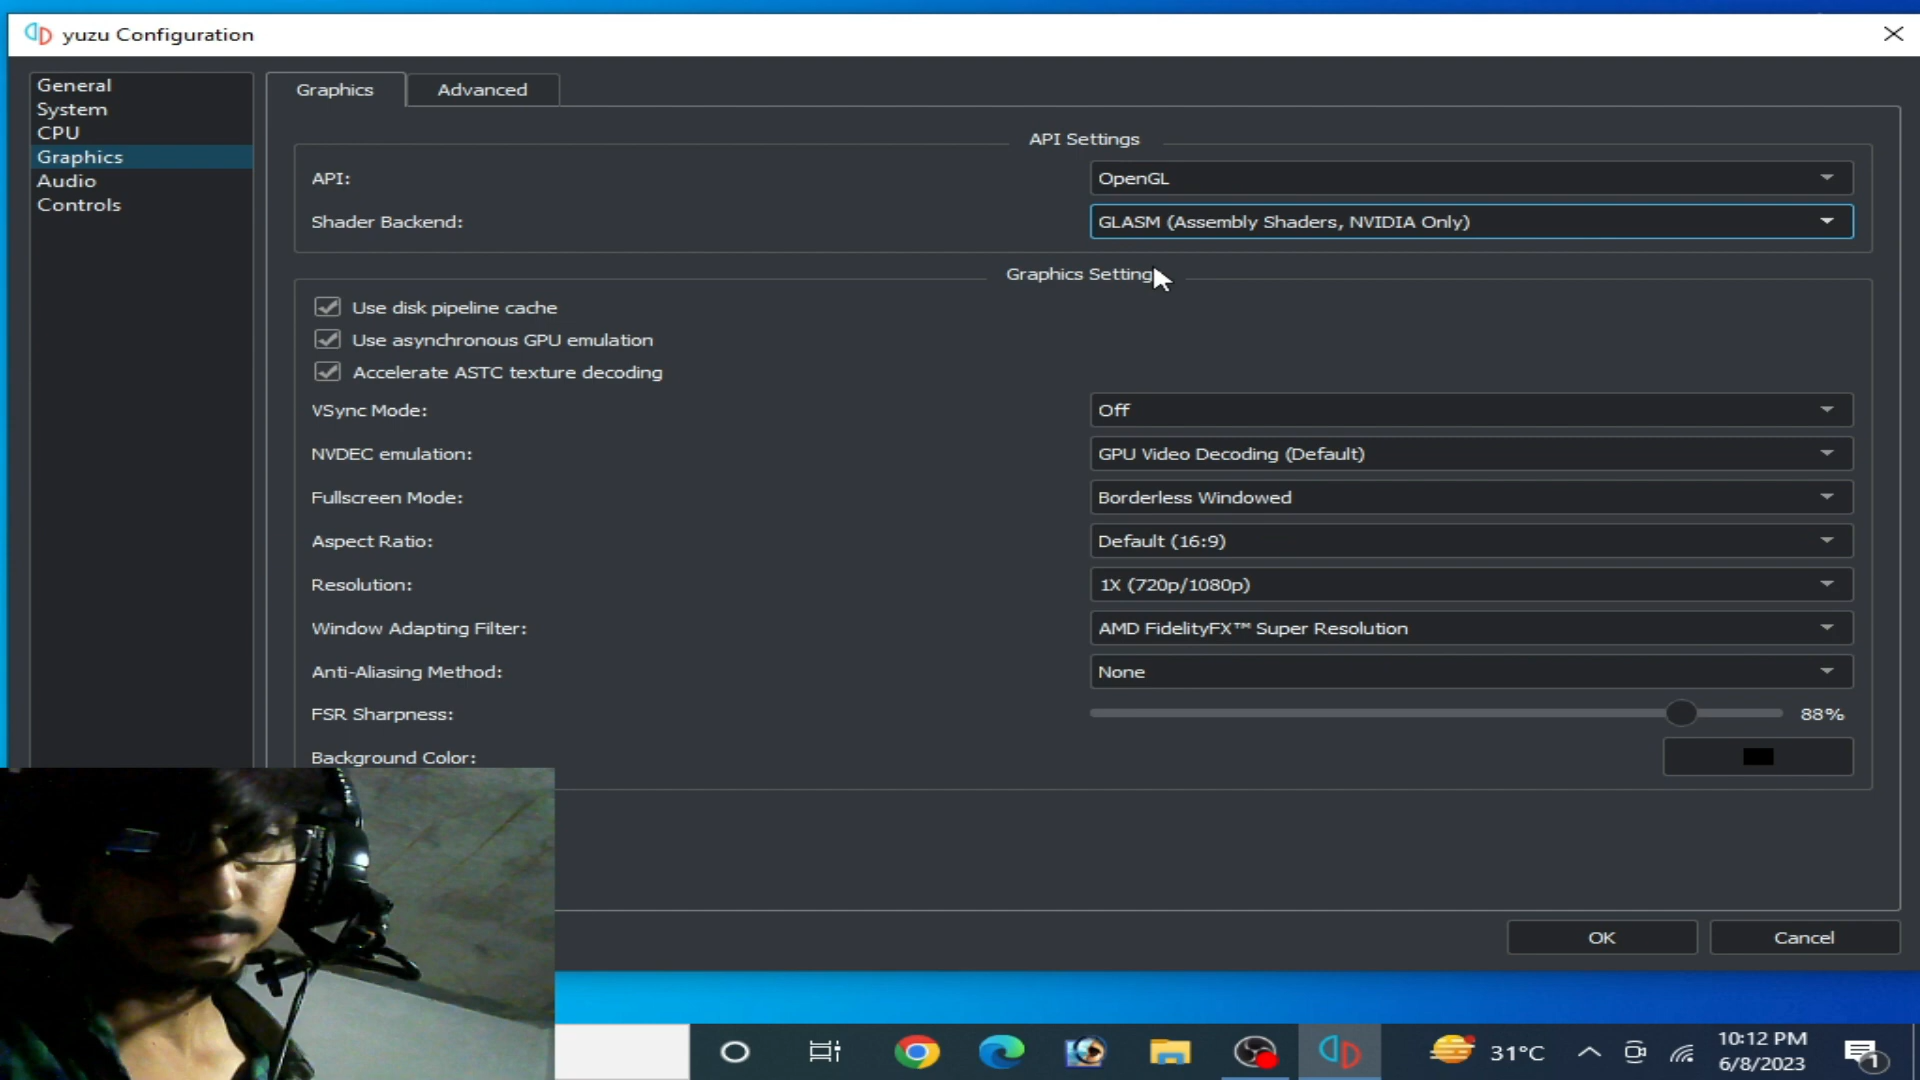 yuzu Configuration
General
System
CPU
Graphics
Audio
Controls
Graphics
Advanced
API Settings
API:
OpenGL
Shader Backend:
GLASM (Assembly Shaders, NVIDIA Only)
Graphics Setting
Use disk pipeline cache
Use asynchronous GPU emulation
Accelerate ASTC texture decoding
VSync Mode:
Off
NVDEC emulation:
GPU Video Decoding (Default)
Fullscreen Mode:
Borderless Windowed
Aspect Ratio:
Default (16:9)
Resolution:
1X (720p/1080p)
Window Adapting Filter:
AMD FidelityFX™ Super Resolution
Anti-Aliasing Method:
None
FSR Sharpness:
88%
Background Color:
OK
Cancel
31°C
10:12 PM
6/8/2023
1